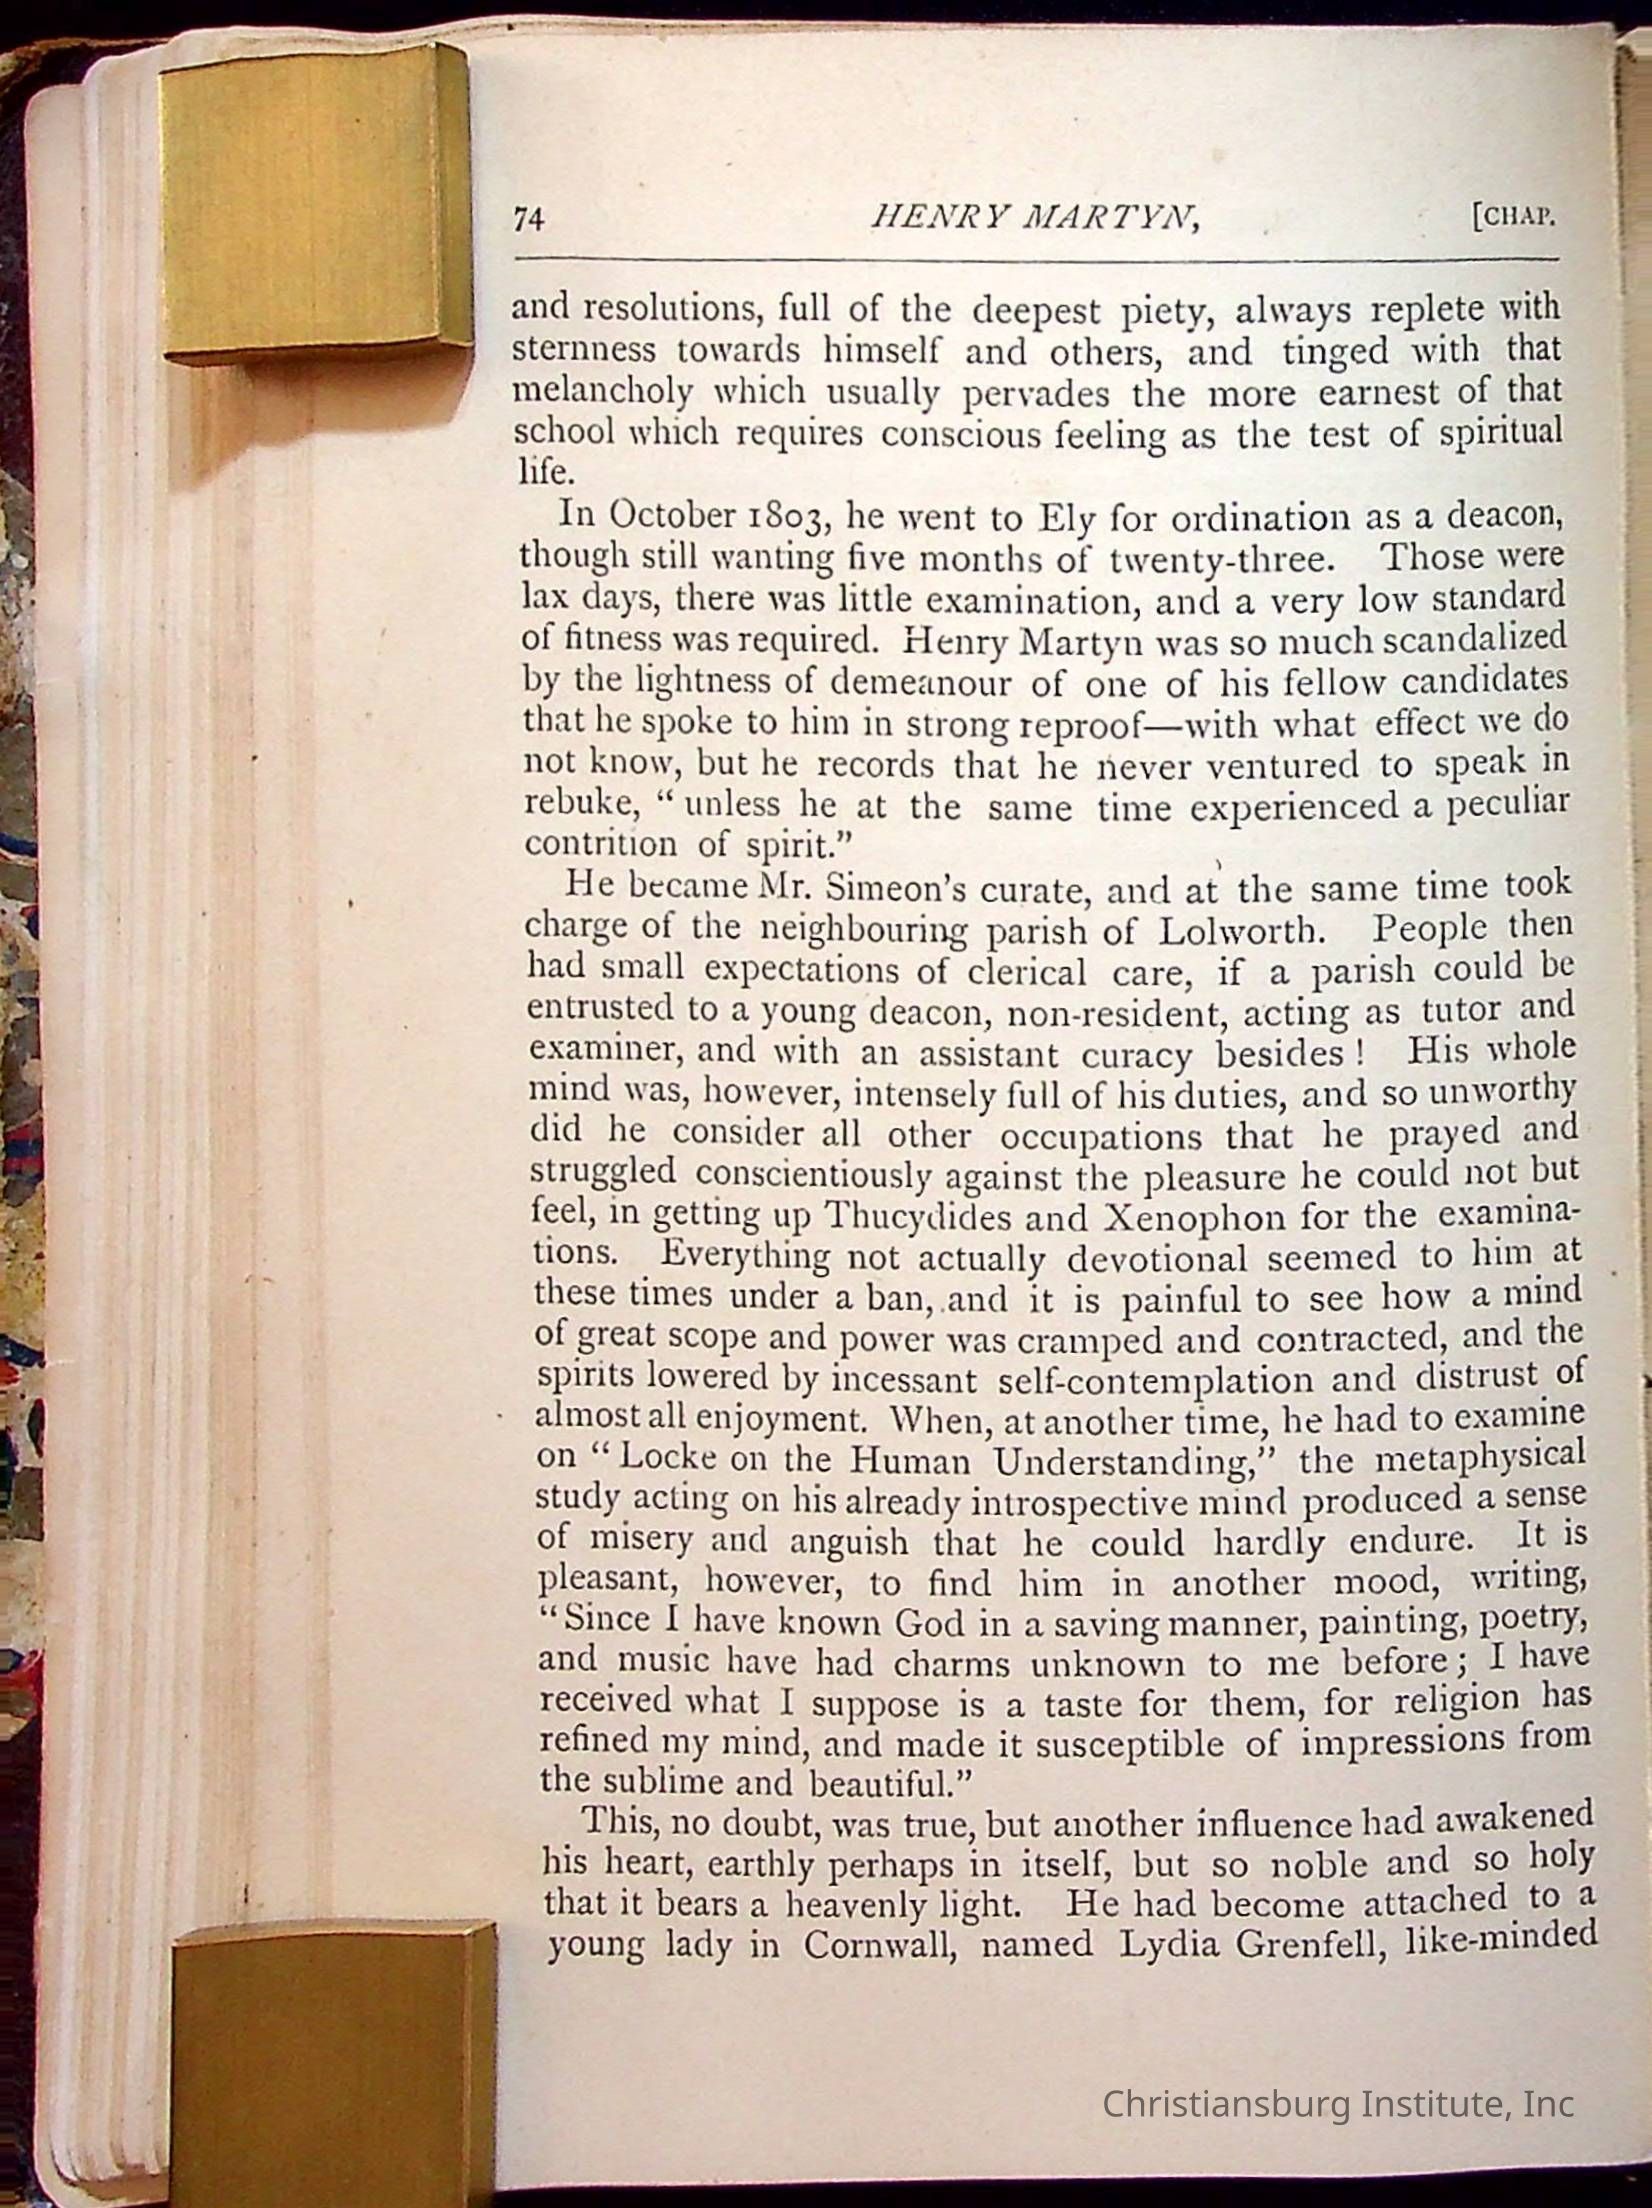 74 HENRY MARTYN, [CHAP.
and resolutions, full of the deepest piety, always replete with
sternness towards himself and others, and tinged with that
melancholy which usually pervades the more earnest of that
school which requires conscious feeling as the test of spiritual
life.
In October 1803, he went to Ely for ordination as a deacon,
though still wanting five months of twenty-three. Those were
lax days, there was little examination, and a very low standard
of fitness was required. Henry Martyn was so much scandalized
by the lightness of demeanour of one of his fellow candidates
that he spoke to him in strong reproof—with what effect we do
not know, but he records that he never ventured to speak in
rebuke, “ unless he at the same time experienced a peculiar
contrition of spirit.”
He became Mr. Simeon’s curate, and at the same time took
charge of the neighbouring parish of Lolworth. People then
had small expectations of clerical care, if a parish could be
entrusted to a young deacon, non-resident, acting as tutor and
examiner, and with an assistant curacy besides ! His whole
mind was, however, intensely full of his duties, and so unworthy
did he consider all other occupations that he prayed and
struggled conscientiously against the pleasure he could not but
feel, in getting up Thucydides and Xenophon for the examina-
tions. Everything not actually devotional seemed to him at
these times under a ban, and it is painful to see how a mind
of great scope and power was cramped and contracted, and the
spirits lowered by incessant self-contemplation and distrust of
almost all enjoyment. When, at another time, he had to examine
on “ Locke on the Human Understanding,” the metaphysical
study acting on his already introspective mind produced a sense
of misery and anguish that he could hardly endure. It is
pleasant, however, to find him in another mood, writing,
“Since I have known God in a saving manner, painting, poetry,
and music have had charms unknown to me before ; I have
received what I suppose is a taste for them, for religion has
refined my mind, and made it susceptible of impressions from
the sublime and beautiful.”
This, no doubt, was true, but another influence had awakened
his heart, earthly perhaps in itself, but so noble and so holy
that it bears a heavenly light. He had become attached to a
young lady in Cornwall, named Lydia Grenfell, like-minded
Christiansburg Institute, Inc